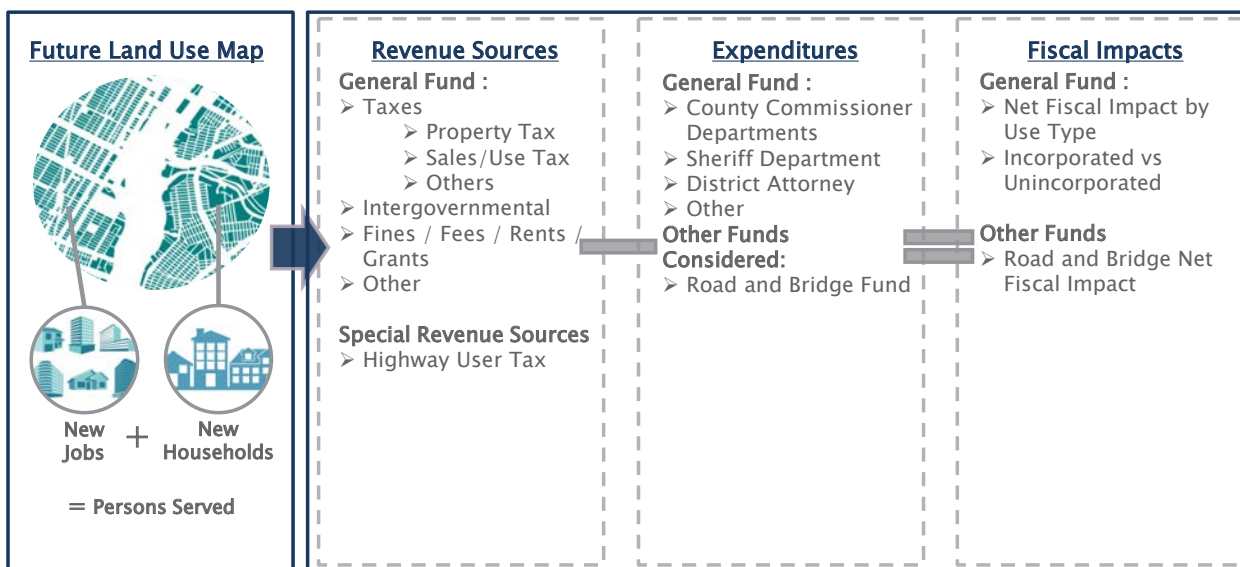 Future Land Use Map
New
Jobs
+
New
Households
= Persons Served
Revenue Sources
General Fund :
➢ Taxes
➢ Property Tax
➢ Sales/Use Tax
➢ Others
➢ Intergovernmental
➢ Fines / Fees / Rents /
Grants
➢ Other
Special Revenue Sources
➢ Highway User Tax
Expenditures
General Fund :
➢ County Commissioner
Departments
➢ Sheriff Department
➢ District Attorney
➢ Other
Other Funds
Considered:
➢ Road and Bridge Fund
Fiscal Impacts
General Fund :
➢ Net Fiscal Impact by
Use Type
➢ Incorporated vs
Unincorporated
Other Funds
➢ Road and Bridge Net
Fiscal Impact